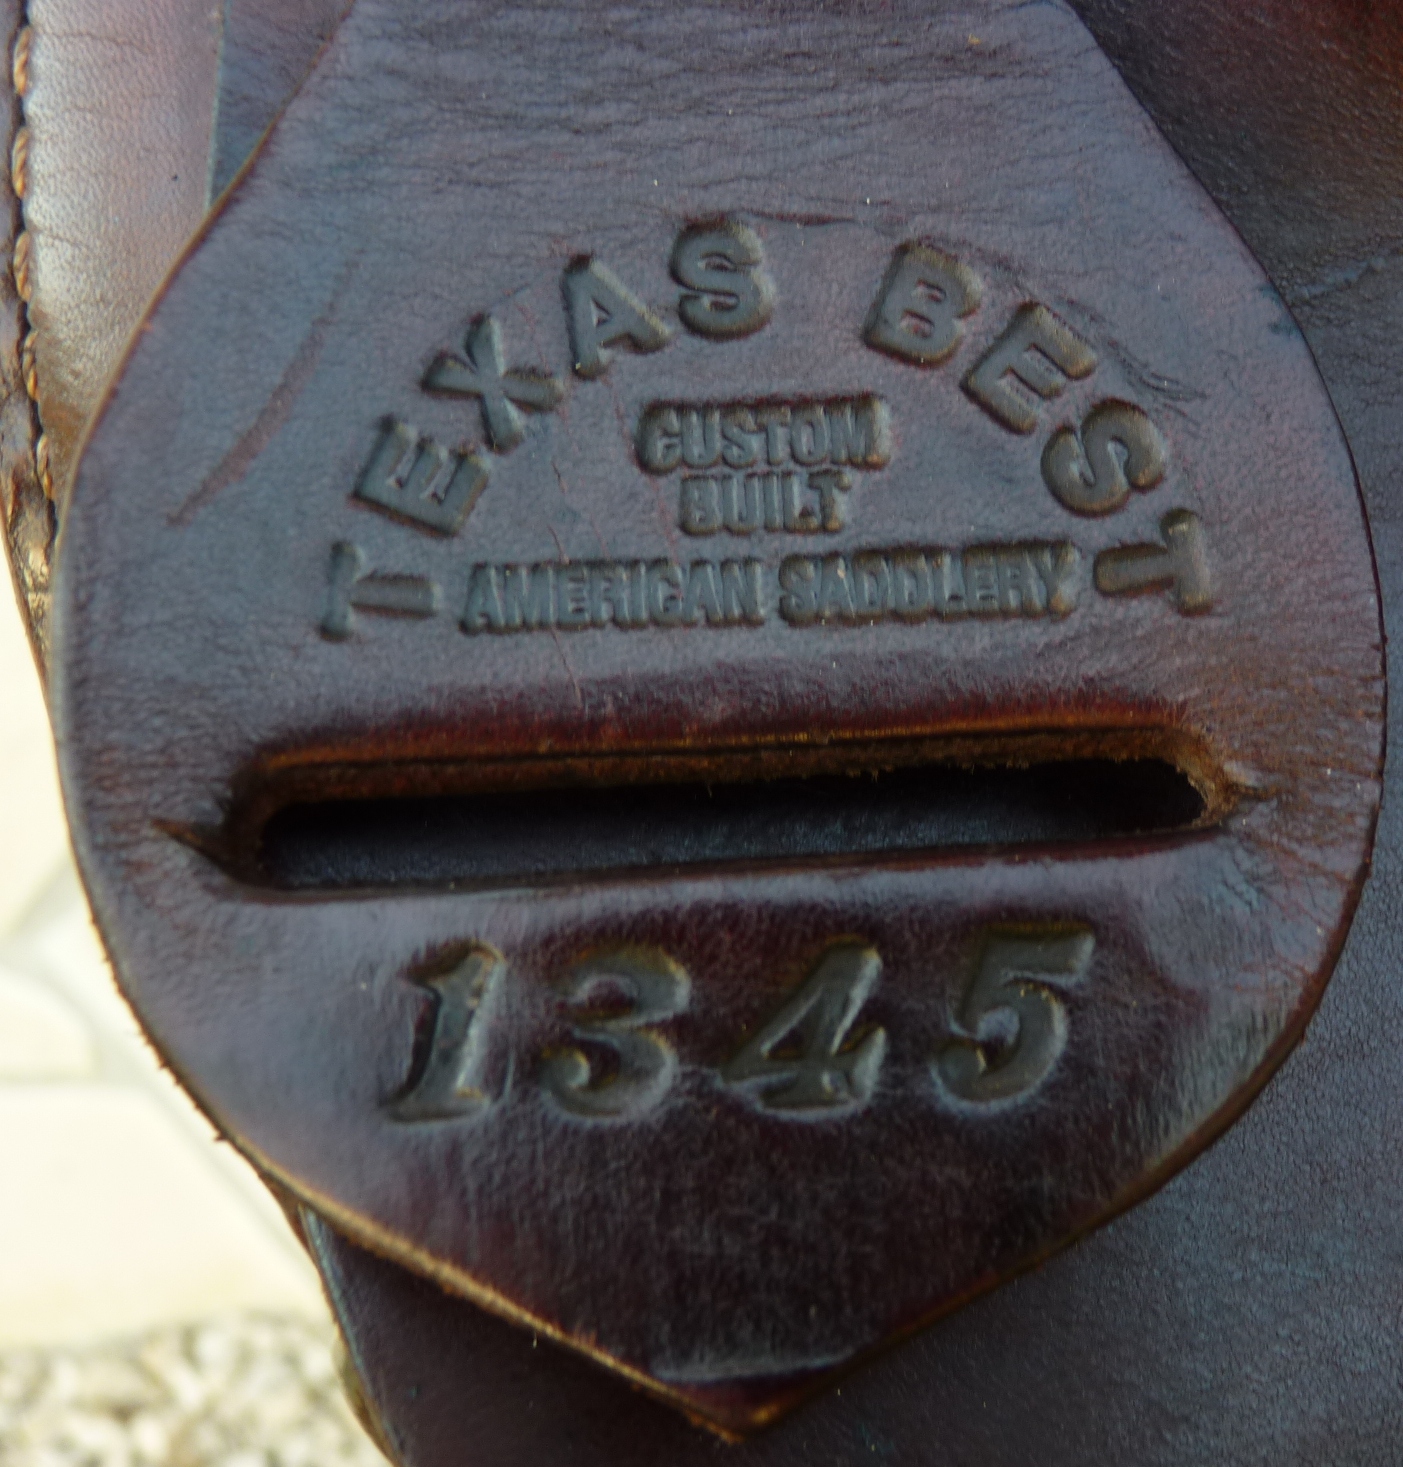 TEXAS BEST
CUSTOM
BUILT
AMERICAN SADDLERY
1345